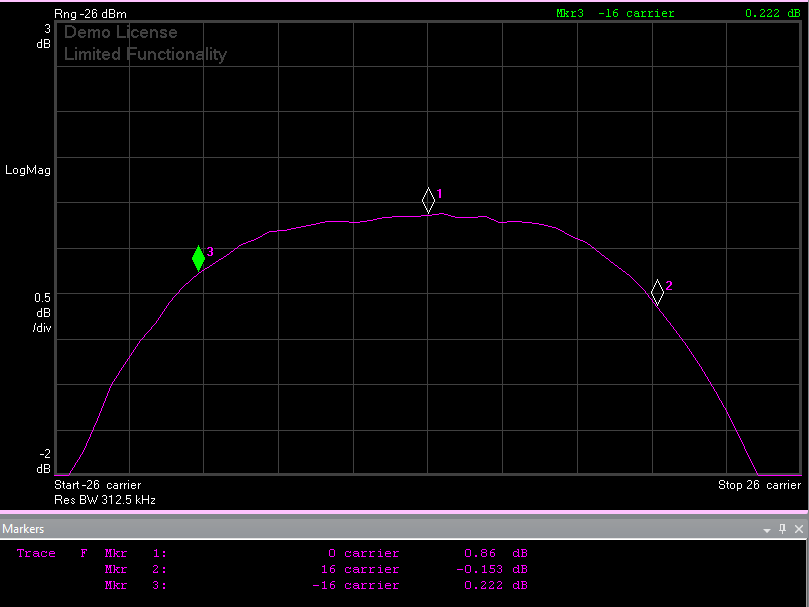 Rng -26 dBm
Mkr3 -16 carrier 0.222 dB
3
dB
Demo License
Limited Functionality
LogMag
1
3
2
0.5
dB
/div
-2
dB
Start -26 carrier
Stop 26 carrier
Res BW 312.5 kHz
Markers
Trace F Mkr 1: 0 carrier 0.86 dB
Mkr 2: 16 carrier -0.153 dB
Mkr 3: -16 carrier 0.222 dB